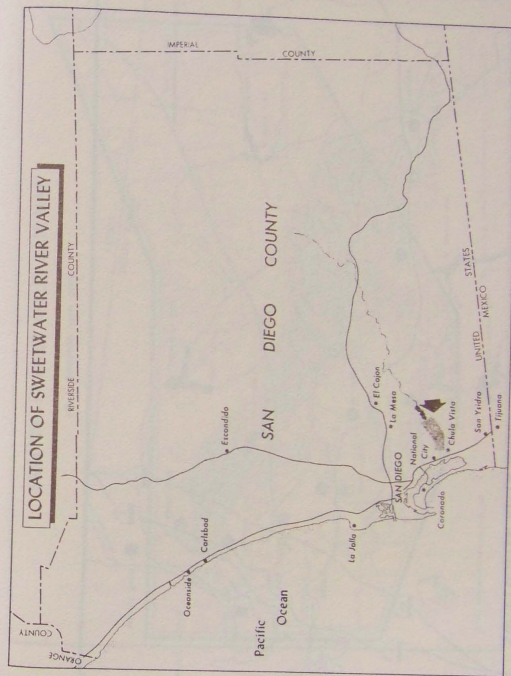 LOCATION OF SWEETWATER RIVER VALLEY
ORANGE
COUNTY
RIVERSIDE
COUNTY
IMPERIAL
COUNTY
SAN DIEGO COUNTY
Oceanside
Carlsbad
Escondido
Pacific
Ocean
La Jolla
El Cajon
La Mesa
SAN DIEGO
National
City
Coronado
Chula Vista
San Ysidro
Tijuana
UNITED STATES
MEXICO